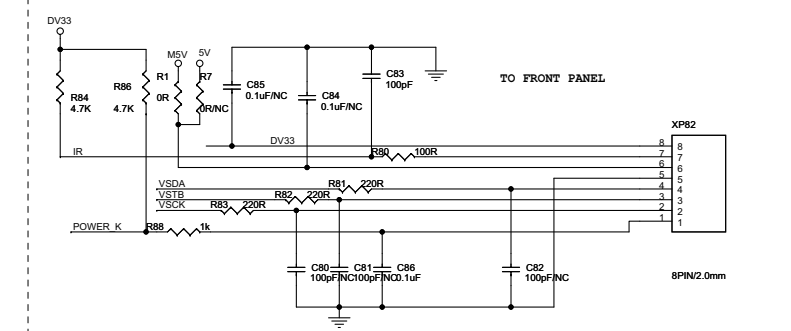 DV33
M5V
5V
R84
4.7K
R86
4.7K
R1
0R
R7
0R/NC
C85
0.1uF/NC
C84
0.1uF/NC
C83
100pF
TO FRONT PANEL
XP82
DV33
IR
R80
100R
8 8
7 7
6 6
5 5
4 4
3 3
2 2
1 1
VSDA
R81 220R
VSTB
R82 220R
VSCK
R83 220R
POWER_K
R88 1k
C80
100pF/NC
C81
100pF/NC
C86
0.1uF
C82
100pF/NC
8PIN/2.0mm